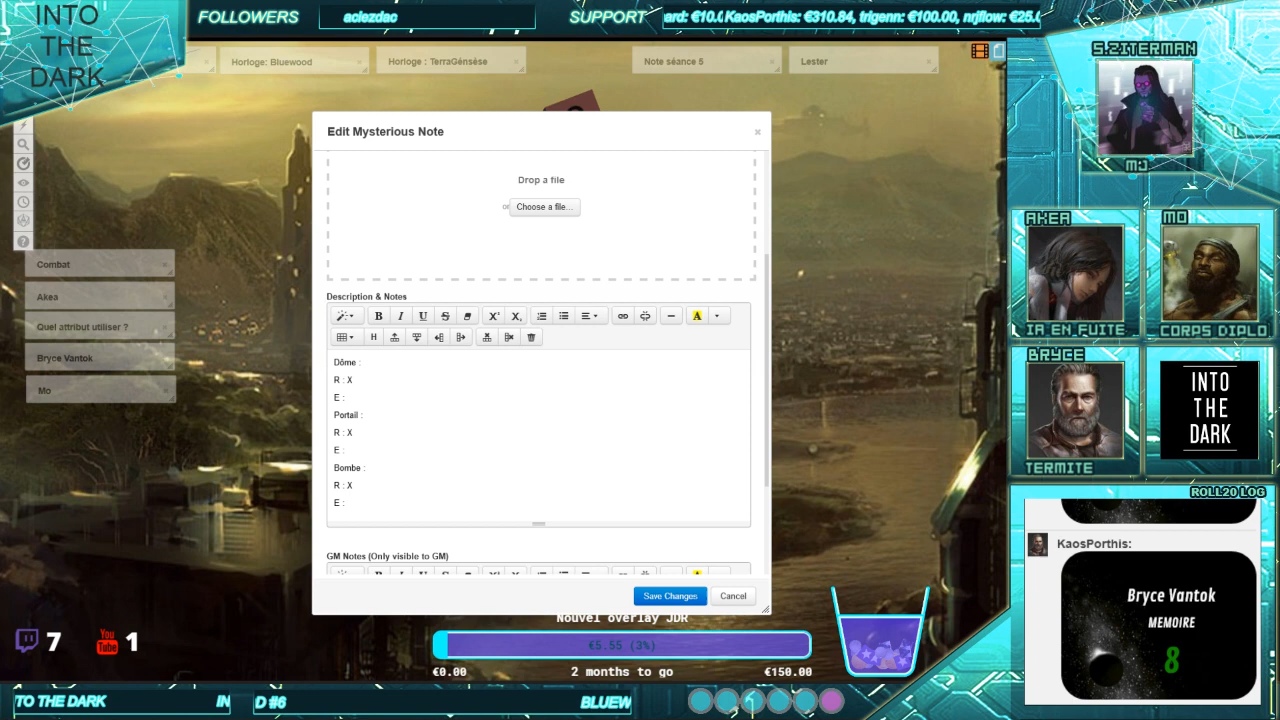 INTO
THE
DARK
FOLLOWERS
aciezdac
SUPPORT
ard: €10.0
KaosPorthis: €310.84, trigenn: €100.00, nrjflow: €25.0
Horloge: Bluewood
Horloge : TerraGénsèse
Note séance 5
Lester
S.ZITERMAN
MJ
Edit Mysterious Note
Drop a file
or
Choose a file...
Description & Notes
Dôme :
R : X
E :
Portail :
R : X
E :
Bombe :
R : X
E :
GM Notes (Only visible to GM)
Save Changes
Cancel
Combat
Akea
Quel attribut utiliser ?
Bryce Vantok
Mo
AKEA
IA EN FUITE
MO
CORPS DIPLO
BRYCE
TERMITE
INTO
THE
DARK
ROLL20 LOG
KaosPorthis:
Bryce Vantok
MEMOIRE
8
7
You
Tube
1
Nouvel overlay JDR
€5.55 (3%)
€0.00
2 months to go
€150.00
TO THE DARK
IN
D #6
BLUEW